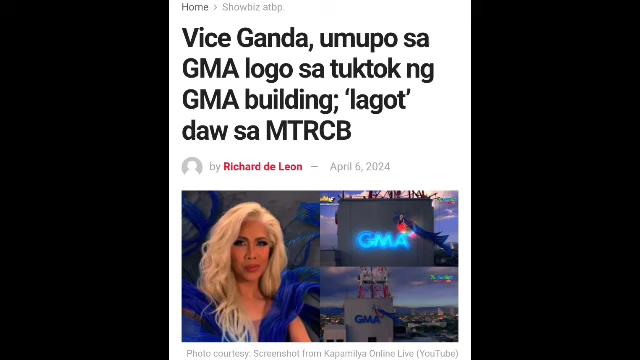 Home > Showbiz atbp.
Vice Ganda, umupo sa
GMA logo sa tuktok ng
GMA building; ‘lagot’
daw sa MTRCB
by Richard de Leon — April 6, 2024
GMA
GMA
Photo courtesy: Screenshot from Kapamilya Online Live (YouTube)